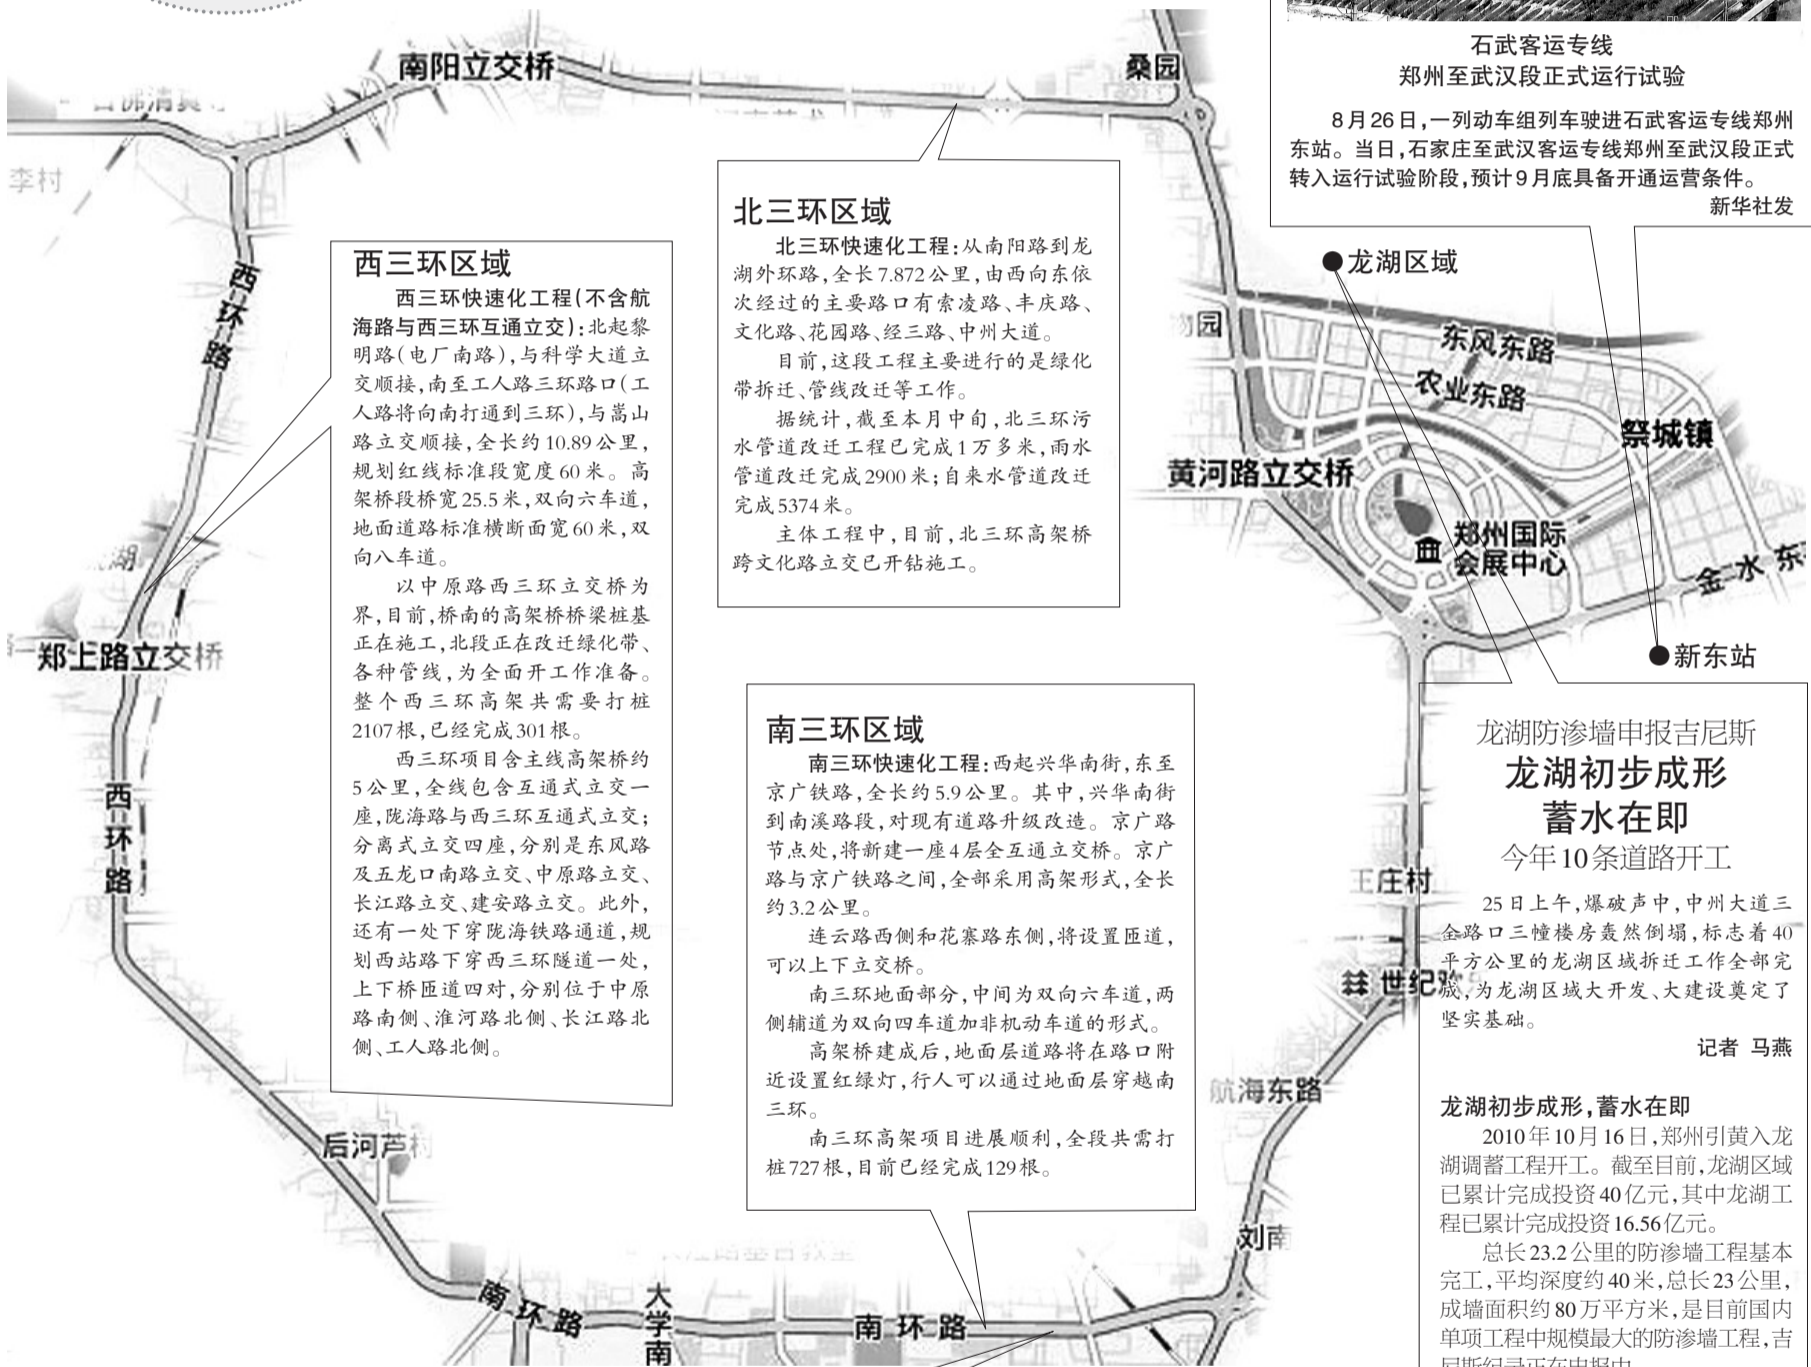 南阳立交桥
桑园
李村
西环路
郑上路立交桥
西环路
后河芦
南环路
大学南
南环路
刘南
航海东路
王庄村
世纪欢
黄河路立交桥
物园
东风东路
农业东路
祭城镇
郑州国际
会展中心
金水东
龙湖区域
新东站
石武客运专线
郑州至武汉段正式运行试验
8月26日,一列动车组列车驶进石武客运专线郑州
东站。当日,石家庄至武汉客运专线郑州至武汉段正式
转入运行试验阶段,预计9月底具备开通运营条件。
新华社发
西三环区域
西三环快速化工程(不含航
海路与西三环互通立交):北起黎
明路(电厂南路),与科学大道立
交顺接,南至工人路三环路口(工
人路将向南打通到三环),与嵩山
路立交顺接,全长约10.89公里,
规划红线标准段宽度60米。高
架桥段桥宽25.5米,双向六车道,
地面道路标准横断面宽60米,双
向八车道。
以中原路西三环立交桥为
界,目前,桥南的高架桥桥梁桩基
正在施工,北段正在改迁绿化带、
各种管线,为全面开工作准备。
整个西三环高架共需要打桩
2107根,已经完成301根。
西三环项目含主线高架桥约
5公里,全线包含互通式立交一
座,陇海路与西三环互通式立交;
分离式立交四座,分别是东风路
及五龙口南路立交、中原路立交、
长江路立交、建安路立交。此外,
还有一处下穿陇海铁路通道,规
划西站路下穿西三环隧道一处,
上下桥匝道四对,分别位于中原
路南侧、淮河路北侧、长江路北
侧、工人路北侧。
北三环区域
北三环快速化工程:从南阳路到龙
湖外环路,全长7.872公里,由西向东依
次经过的主要路口有索凌路、丰庆路、
文化路、花园路、经三路、中州大道。
目前,这段工程主要进行的是绿化
带拆迁、管线改迁等工作。
据统计,截至本月中旬,北三环污
水管道改迁工程已完成1万多米,雨水
管道改迁完成2900米;自来水管道改迁
完成5374米。
主体工程中,目前,北三环高架桥
跨文化路立交已开钻施工。
南三环区域
南三环快速化工程:西起兴华南街,东至
京广铁路,全长约5.9公里。其中,兴华南街
到南溪路段,对现有道路升级改造。京广路
节点处,将新建一座4层全互通立交桥。京广
路与京广铁路之间,全部采用高架形式,全长
约3.2公里。
连云路西侧和花寨路东侧,将设置匝道,
可以上下立交桥。
南三环地面部分,中间为双向六车道,两
侧辅道为双向四车道加非机动车道的形式。
高架桥建成后,地面层道路将在路口附
近设置红绿灯,行人可以通过地面层穿越南
三环。
南三环高架项目进展顺利,全段共需打
桩727根,目前已经完成129根。
龙湖防渗墙申报吉尼斯
龙湖初步成形
蓄水在即
今年10条道路开工
25日上午,爆破声中,中州大道三
全路口三幢楼房轰然倒塌,标志着40
平方公里的龙湖区域拆迁工作全部完
成,为龙湖区域大开发、大建设奠定了
坚实基础。
记者 马燕
龙湖初步成形,蓄水在即
2010年10月16日,郑州引黄入龙
湖调蓄工程开工。截至目前,龙湖区域
已累计完成投资40亿元,其中龙湖工
程已累计完成投资16.56亿元。
总长23.2公里的防渗墙工程基本
完工,平均深度约40米,总长23公里,
成墙面积约80万平方米,是目前国内
单项工程中规模最大的防渗墙工程,吉